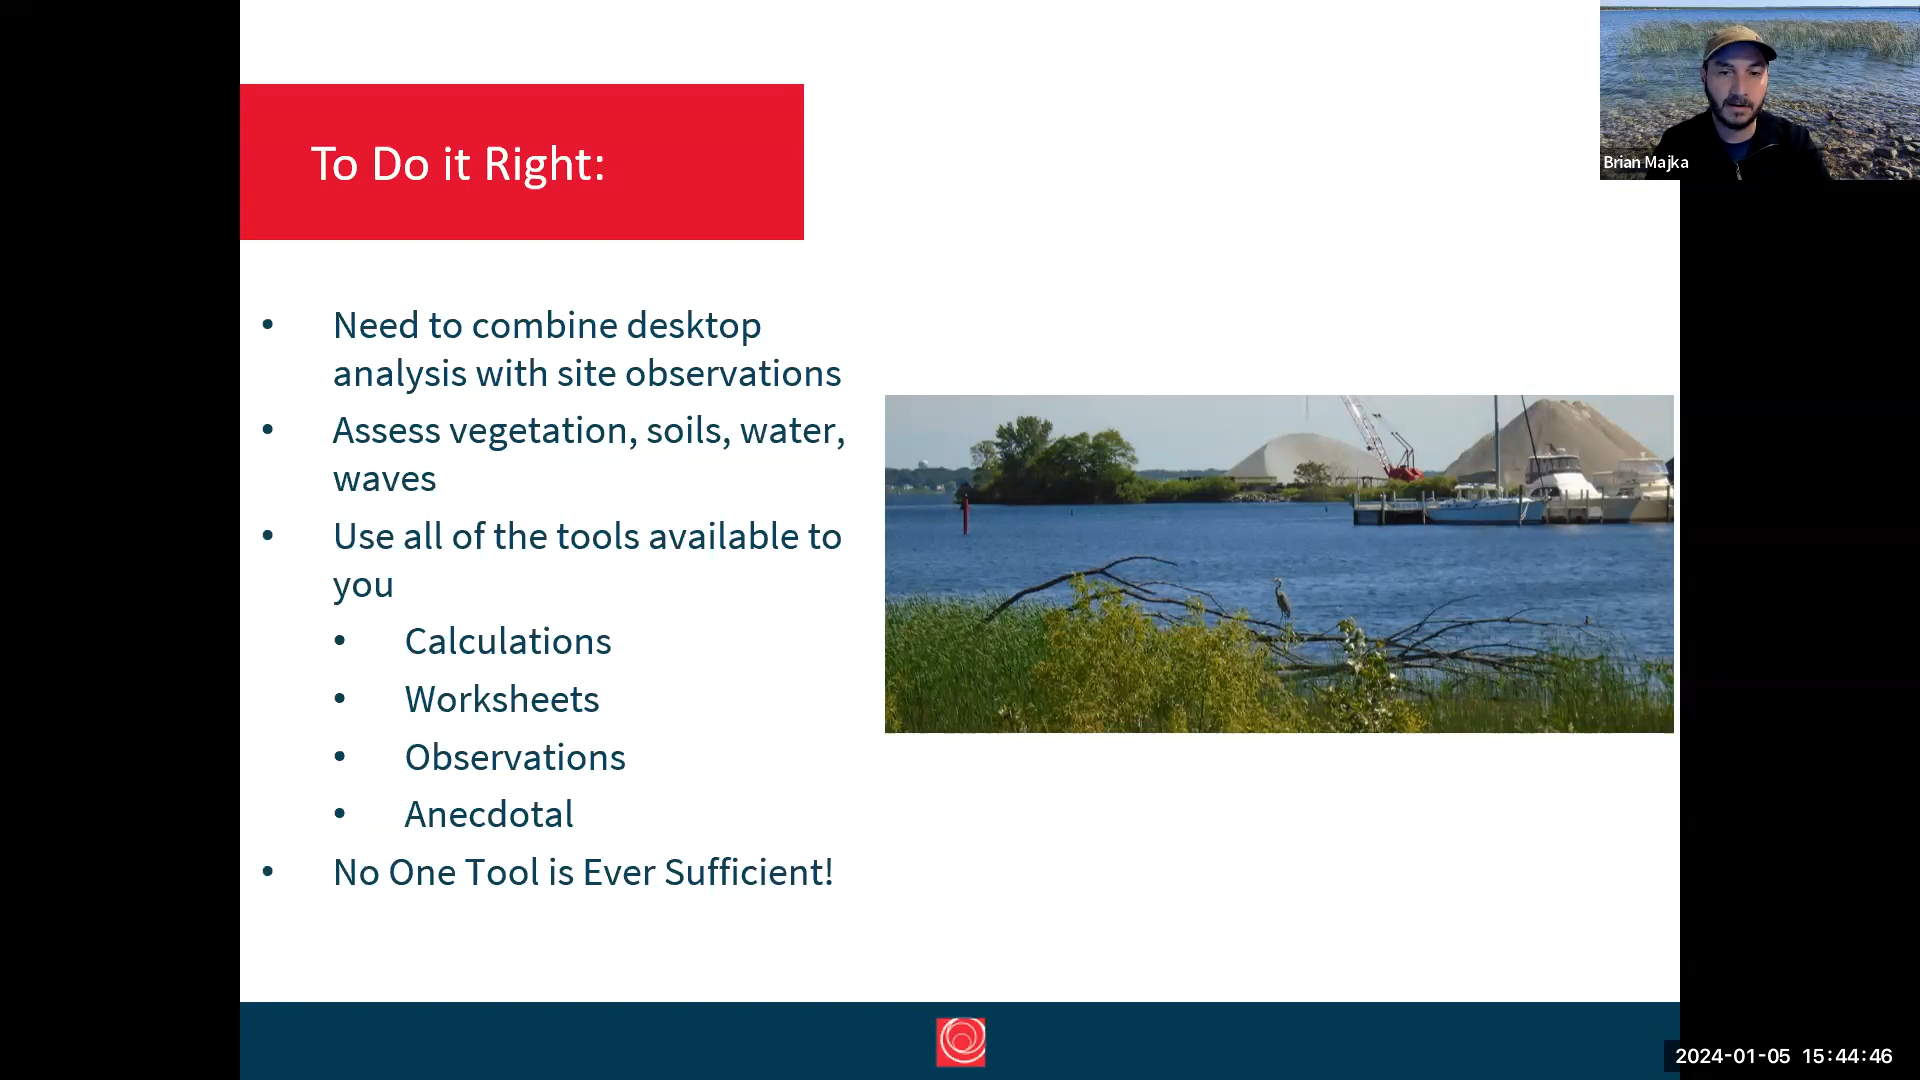 To Do it Right:
Brian Majka
• Need to combine desktop
analysis with site observations
• Assess vegetation, soils, water,
waves
• Use all of the tools available to
you
• Calculations
• Worksheets
• Observations
• Anecdotal
• No One Tool is Ever Sufficient!
2024-01-05 15:44:46